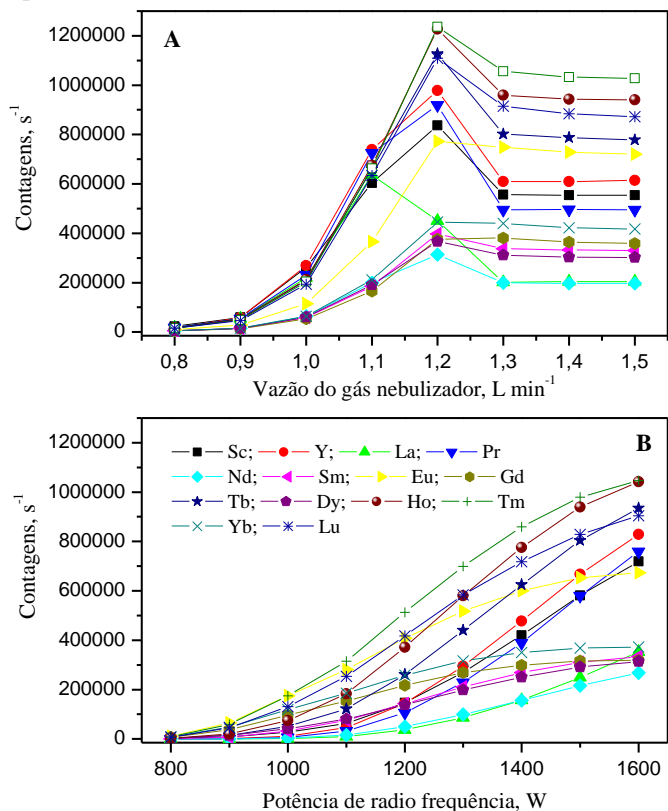 A
1200000
1000000
800000
600000
400000
200000
0
Contagens, s⁻¹
0,8 0,9 1,0 1,1 1,2 1,3 1,4 1,5
Vazão do gás nebulizador, L min⁻¹
B
Sc; Y; La; Pr
Nd; Sm; Eu; Gd
Tb; Dy; Ho; Tm
Yb; Lu
1200000
1000000
800000
600000
400000
200000
0
Contagens, s⁻¹
800 1000 1200 1400 1600
Potência de radio frequência, W